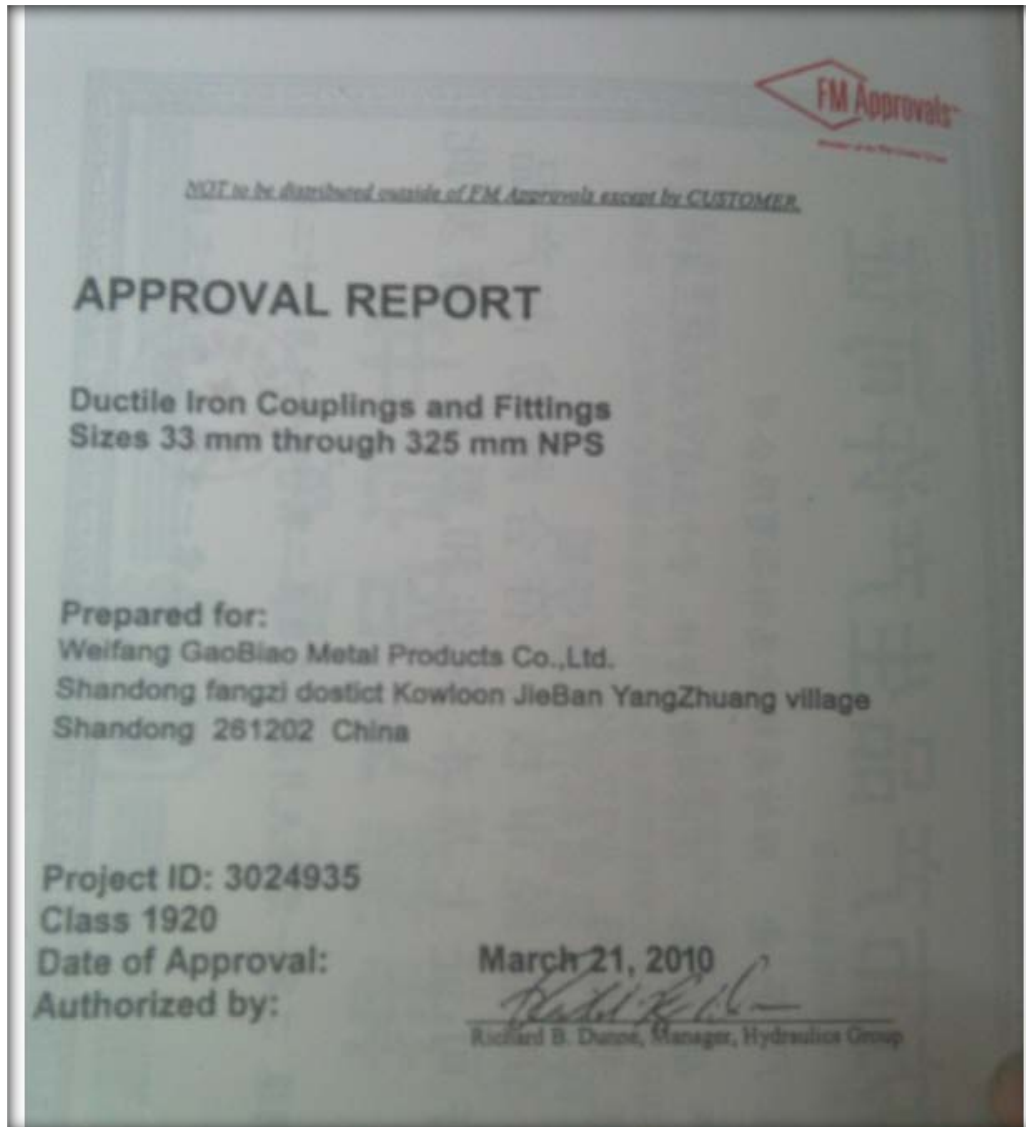 FM Approvals
NOT to be distributed outside of FM Approvals except by CUSTOMER.
APPROVAL REPORT
Ductile Iron Couplings and Fittings
Sizes 33 mm through 325 mm NPS
Prepared for:
Weifang GaoBiao Metal Products Co.,Ltd.
Shandong fangzi dostict Kowloon JieBan YangZhuang village
Shandong 261202 China
Project ID: 3024935
Class 1920
Date of Approval: March 21, 2010
Authorized by:
Richard B. Dunne, Manager, Hydraulics Group